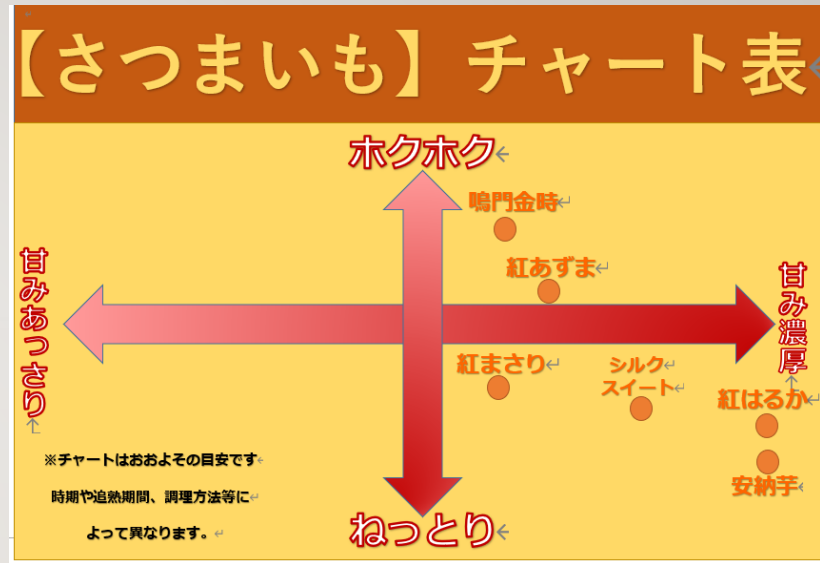 【さつまいも】チャート表
ホクホク
鳴門金時
紅あずま
甘みあっさり
甘み濃厚
紅まさり
シルク
スイート
紅はるか
安納芋
※チャートはおおよその目安です
時期や追熟期間、調理方法等に
よって異なります。
ねっとり